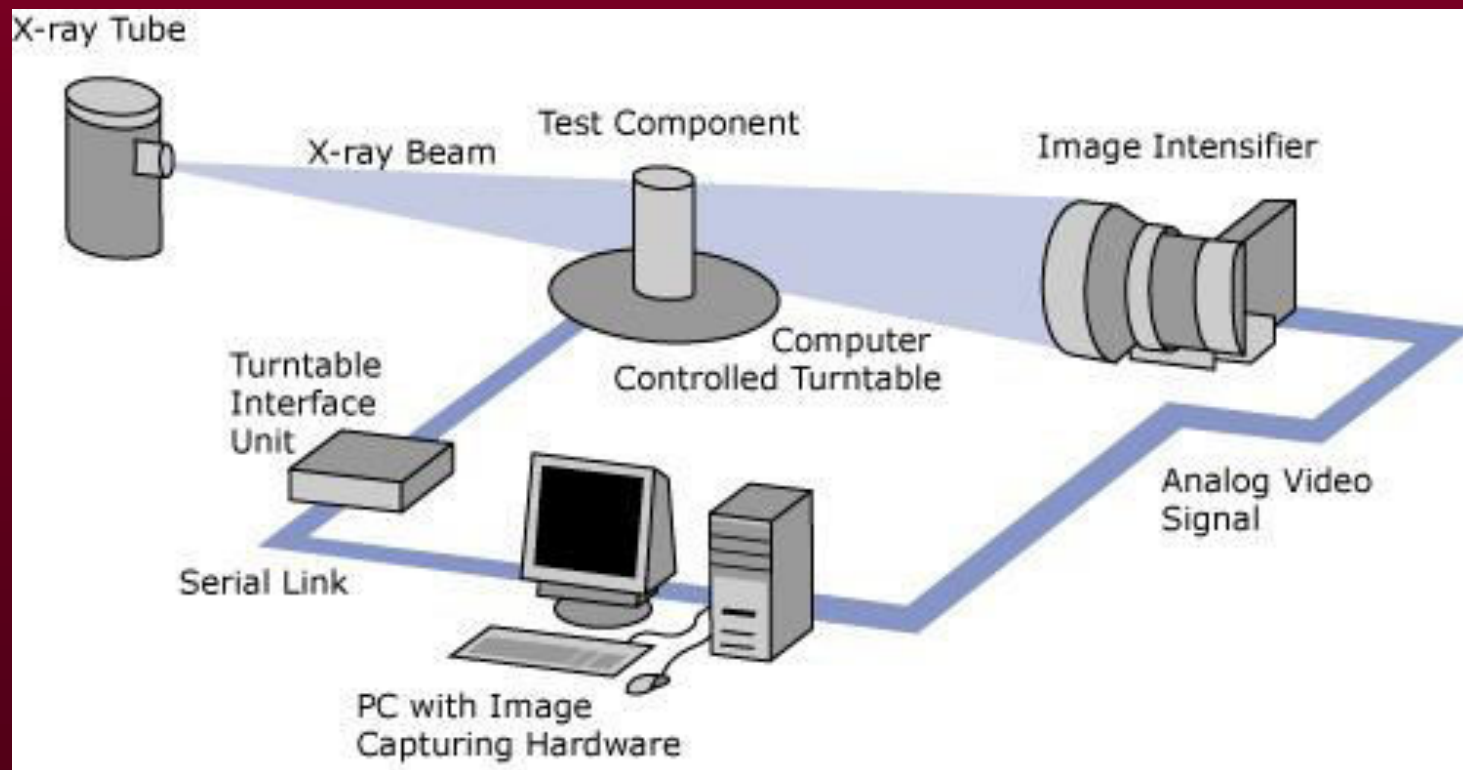 X-ray Tube
X-ray Beam
Test Component
Image Intensifier
Computer
Controlled Turntable
Turntable
Interface
Unit
Analog Video
Signal
Serial Link
PC with Image
Capturing Hardware